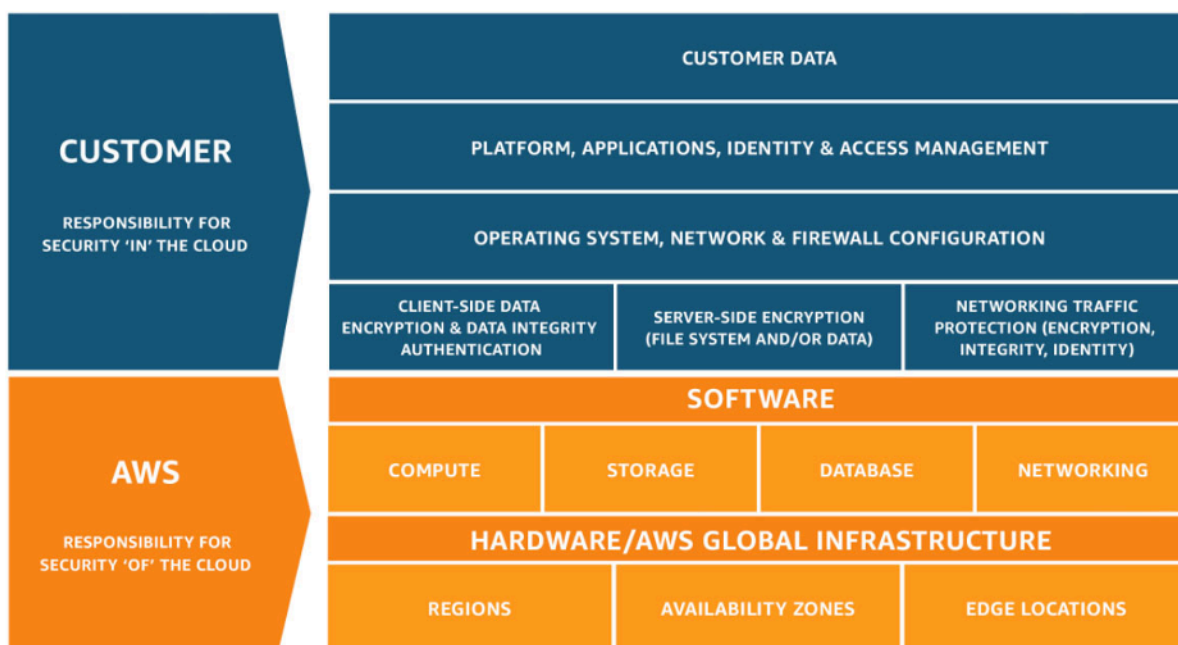 CUSTOMER
RESPONSIBILITY FOR
SECURITY ‘IN’ THE CLOUD
CUSTOMER DATA
PLATFORM, APPLICATIONS, IDENTITY & ACCESS MANAGEMENT
OPERATING SYSTEM, NETWORK & FIREWALL CONFIGURATION
CLIENT-SIDE DATA
ENCRYPTION & DATA INTEGRITY
AUTHENTICATION
SERVER-SIDE ENCRYPTION
(FILE SYSTEM AND/OR DATA)
NETWORKING TRAFFIC
PROTECTION (ENCRYPTION,
INTEGRITY, IDENTITY)
AWS
RESPONSIBILITY FOR
SECURITY ‘OF’ THE CLOUD
SOFTWARE
COMPUTE
STORAGE
DATABASE
NETWORKING
HARDWARE/AWS GLOBAL INFRASTRUCTURE
REGIONS
AVAILABILITY ZONES
EDGE LOCATIONS